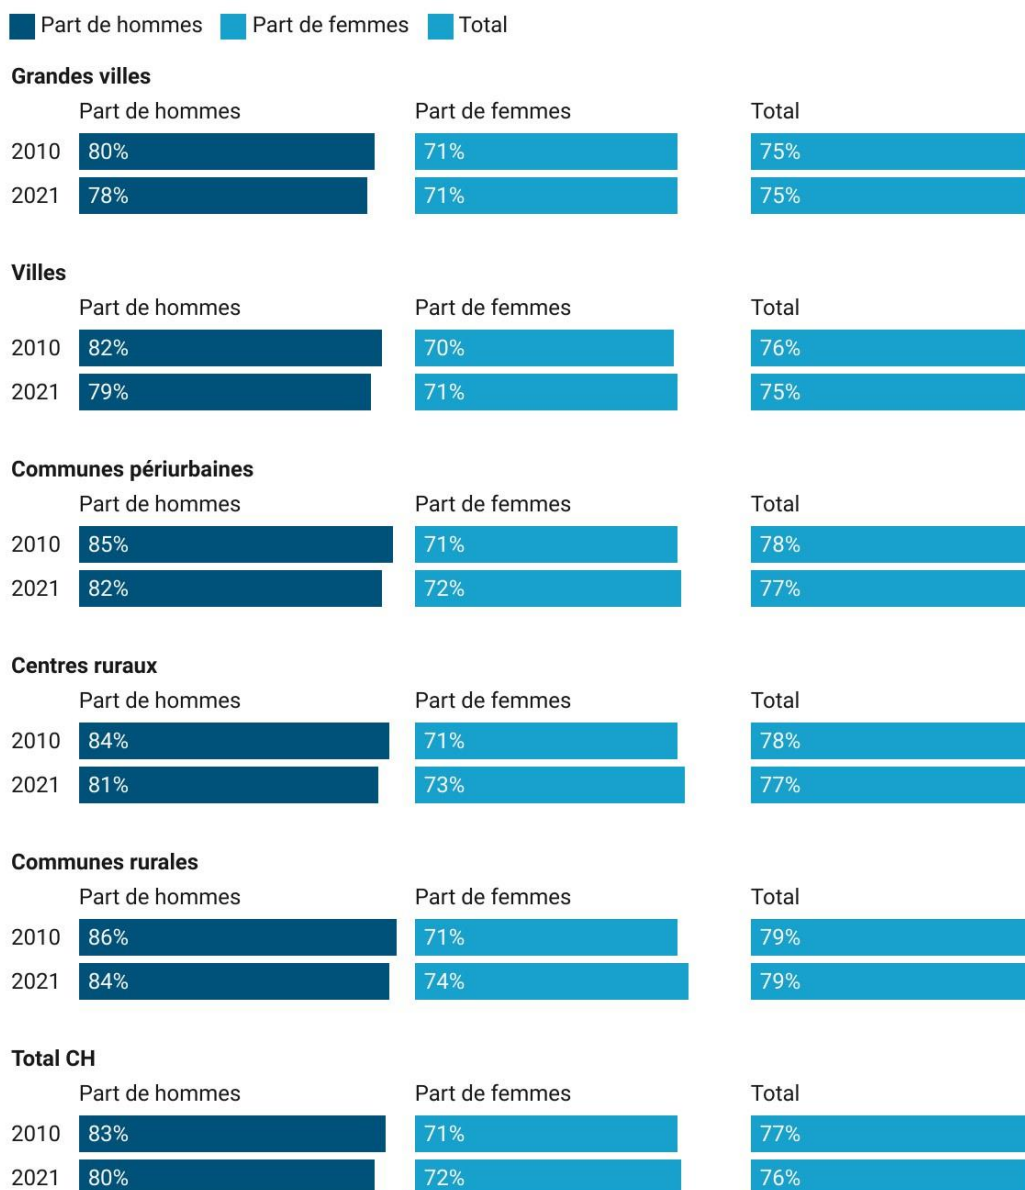 Part de hommes Part de femmes Total
Grandes villes
Part de hommes Part de femmes Total
2010 80% 71% 75%
2021 78% 71% 75%
Villes
Part de hommes Part de femmes Total
2010 82% 70% 76%
2021 79% 71% 75%
Communes périurbaines
Part de hommes Part de femmes Total
2010 85% 71% 78%
2021 82% 72% 77%
Centres ruraux
Part de hommes Part de femmes Total
2010 84% 71% 78%
2021 81% 73% 77%
Communes rurales
Part de hommes Part de femmes Total
2010 86% 71% 79%
2021 84% 74% 79%
Total CH
Part de hommes Part de femmes Total
2010 83% 71% 77%
2021 80% 72% 76%